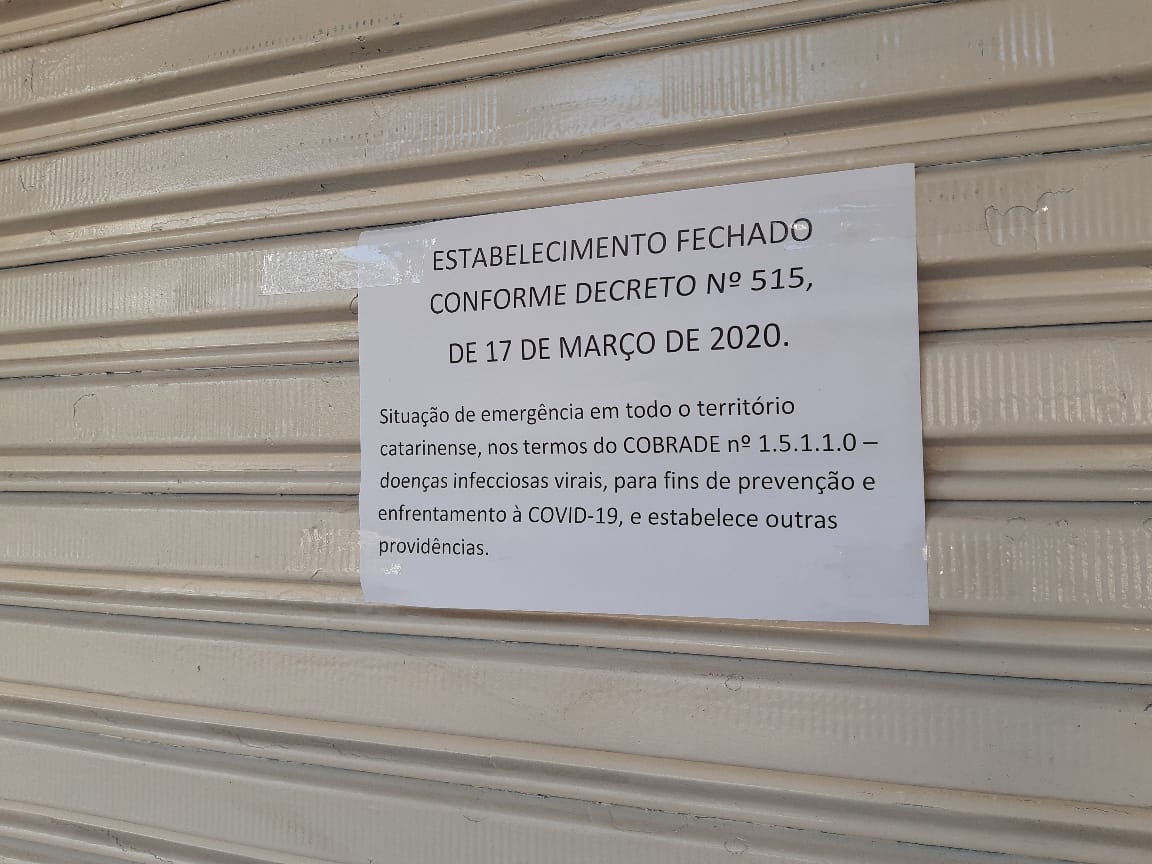 ESTABELECIMENTO FECHADO
CONFORME DECRETO Nº 515,
DE 17 DE MARÇO DE 2020.
Situação de emergência em todo o território
catarinense, nos termos do COBRADE nº 1.5.1.1.0 –
doenças infecciosas virais, para fins de prevenção e
enfrentamento à COVID-19, e estabelece outras
providências.